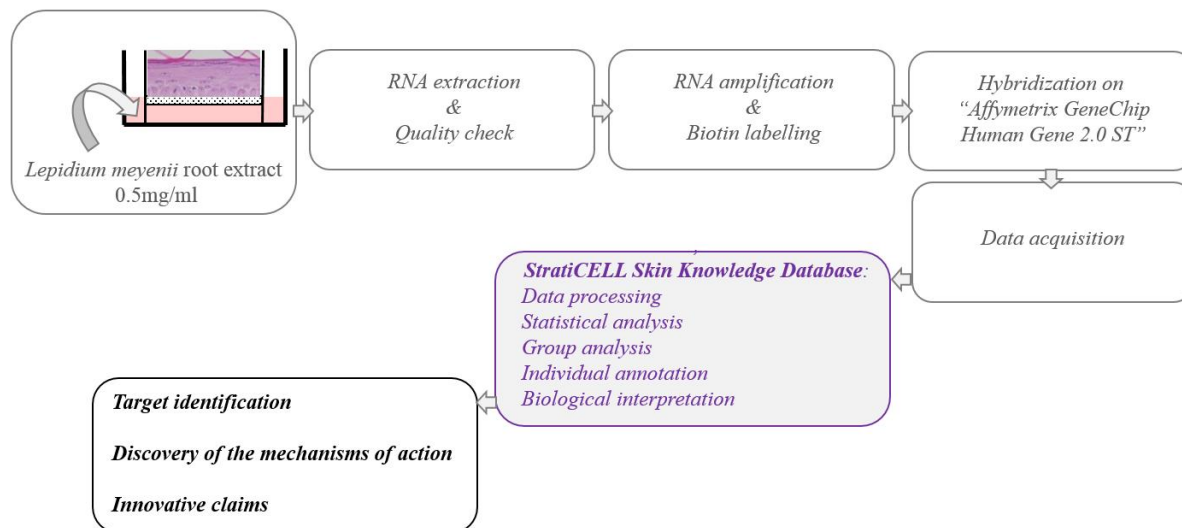 Lepidium meyenii root extract
0.5mg/ml
RNA extraction
&
Quality check
RNA amplification
&
Biotin labelling
Hybridization on
“Affymetrix GeneChip
Human Gene 2.0 ST”
Data acquisition
StratiCELL Skin Knowledge Database:
Data processing
Statistical analysis
Group analysis
Individual annotation
Biological interpretation
Target identification
Discovery of the mechanisms of action
Innovative claims